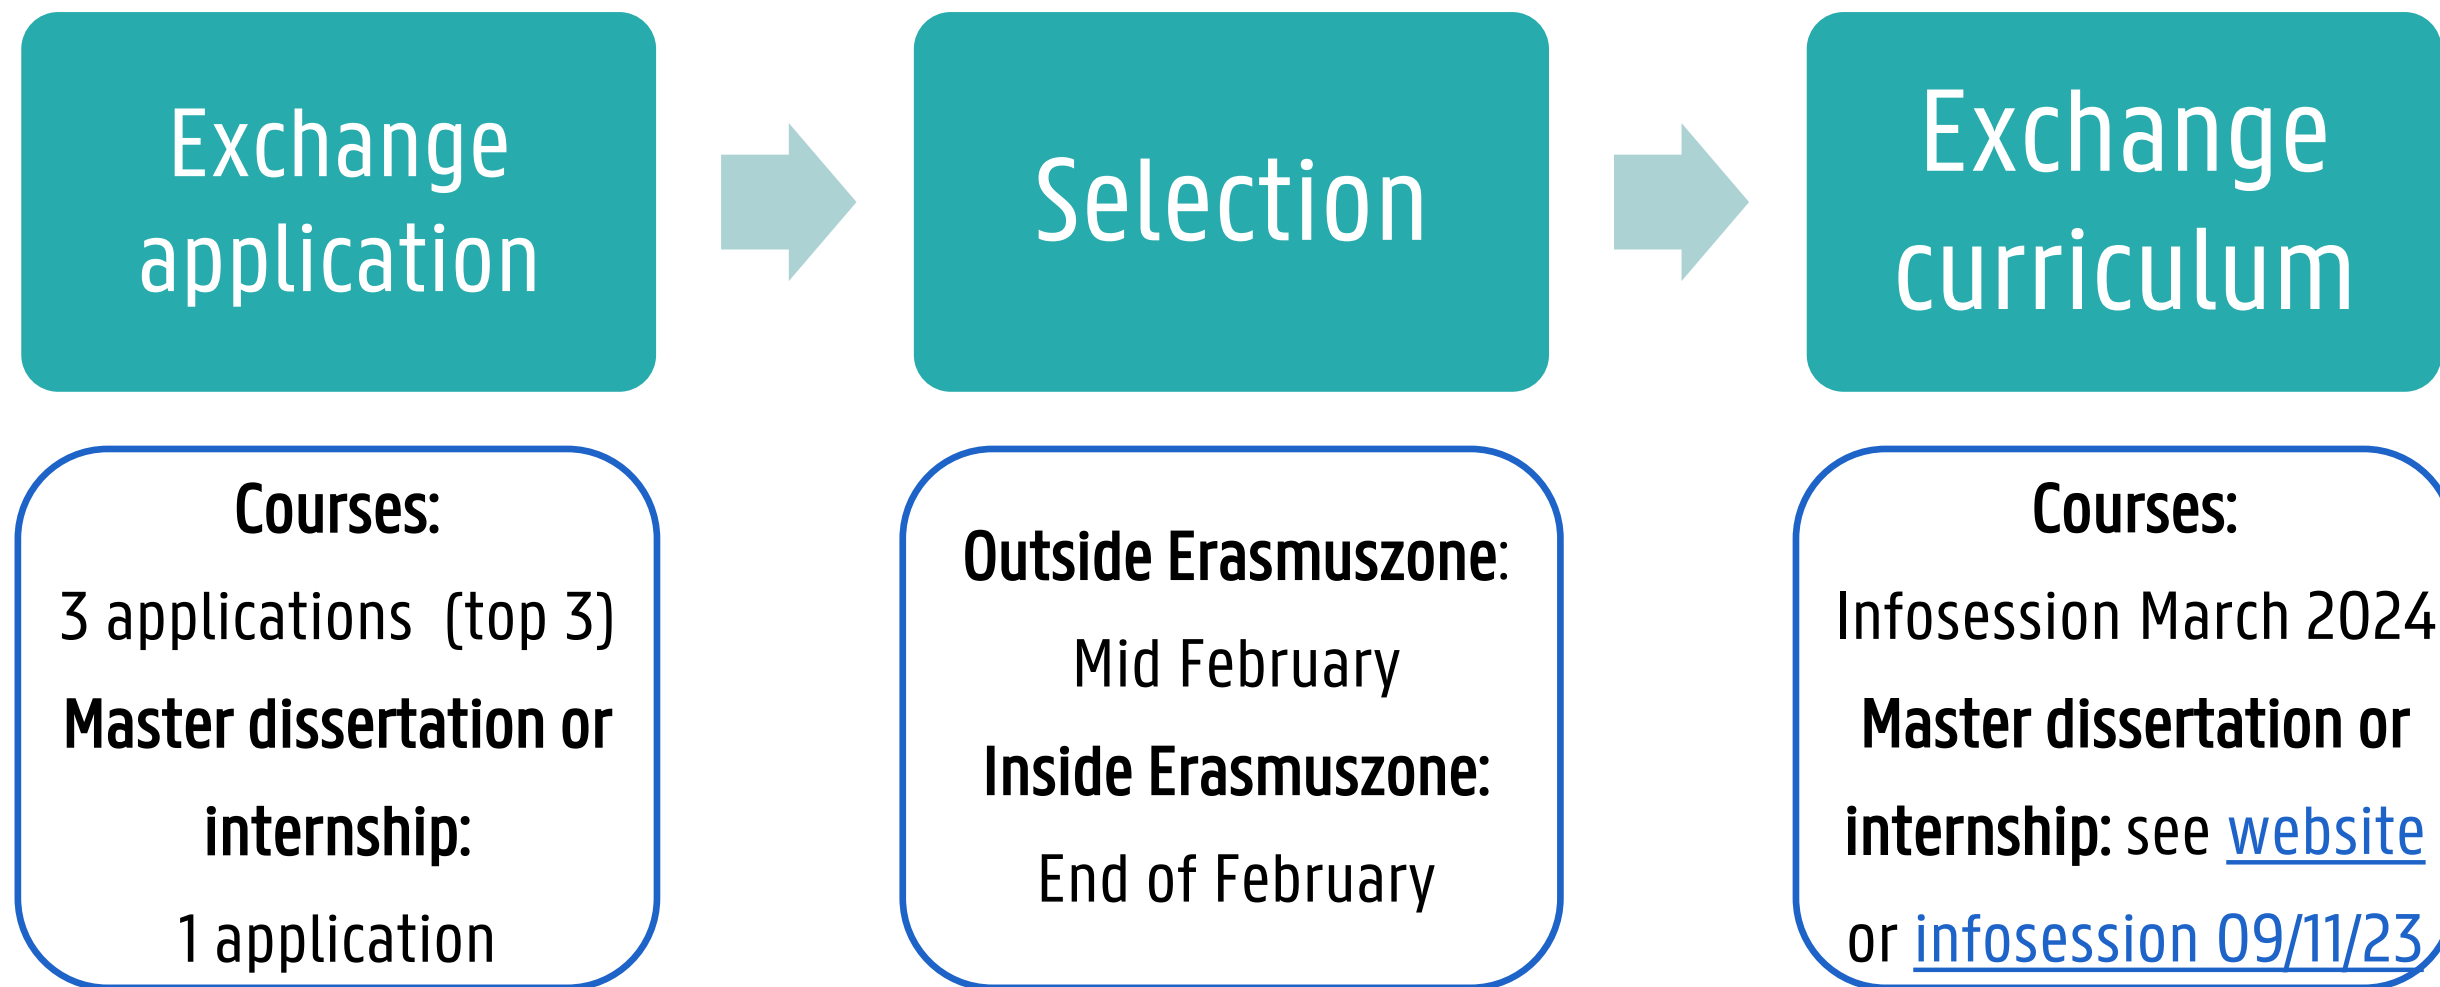 Exchange
application
Selection
Exchange
curriculum
Courses:
3 applications (top 3)
Master dissertation or
internship:
1 application
Outside Erasmuszone:
Mid February
Inside Erasmuszone:
End of February
Courses:
Infosession March 2024
Master dissertation or
internship: see website
or infosession 09/11/23